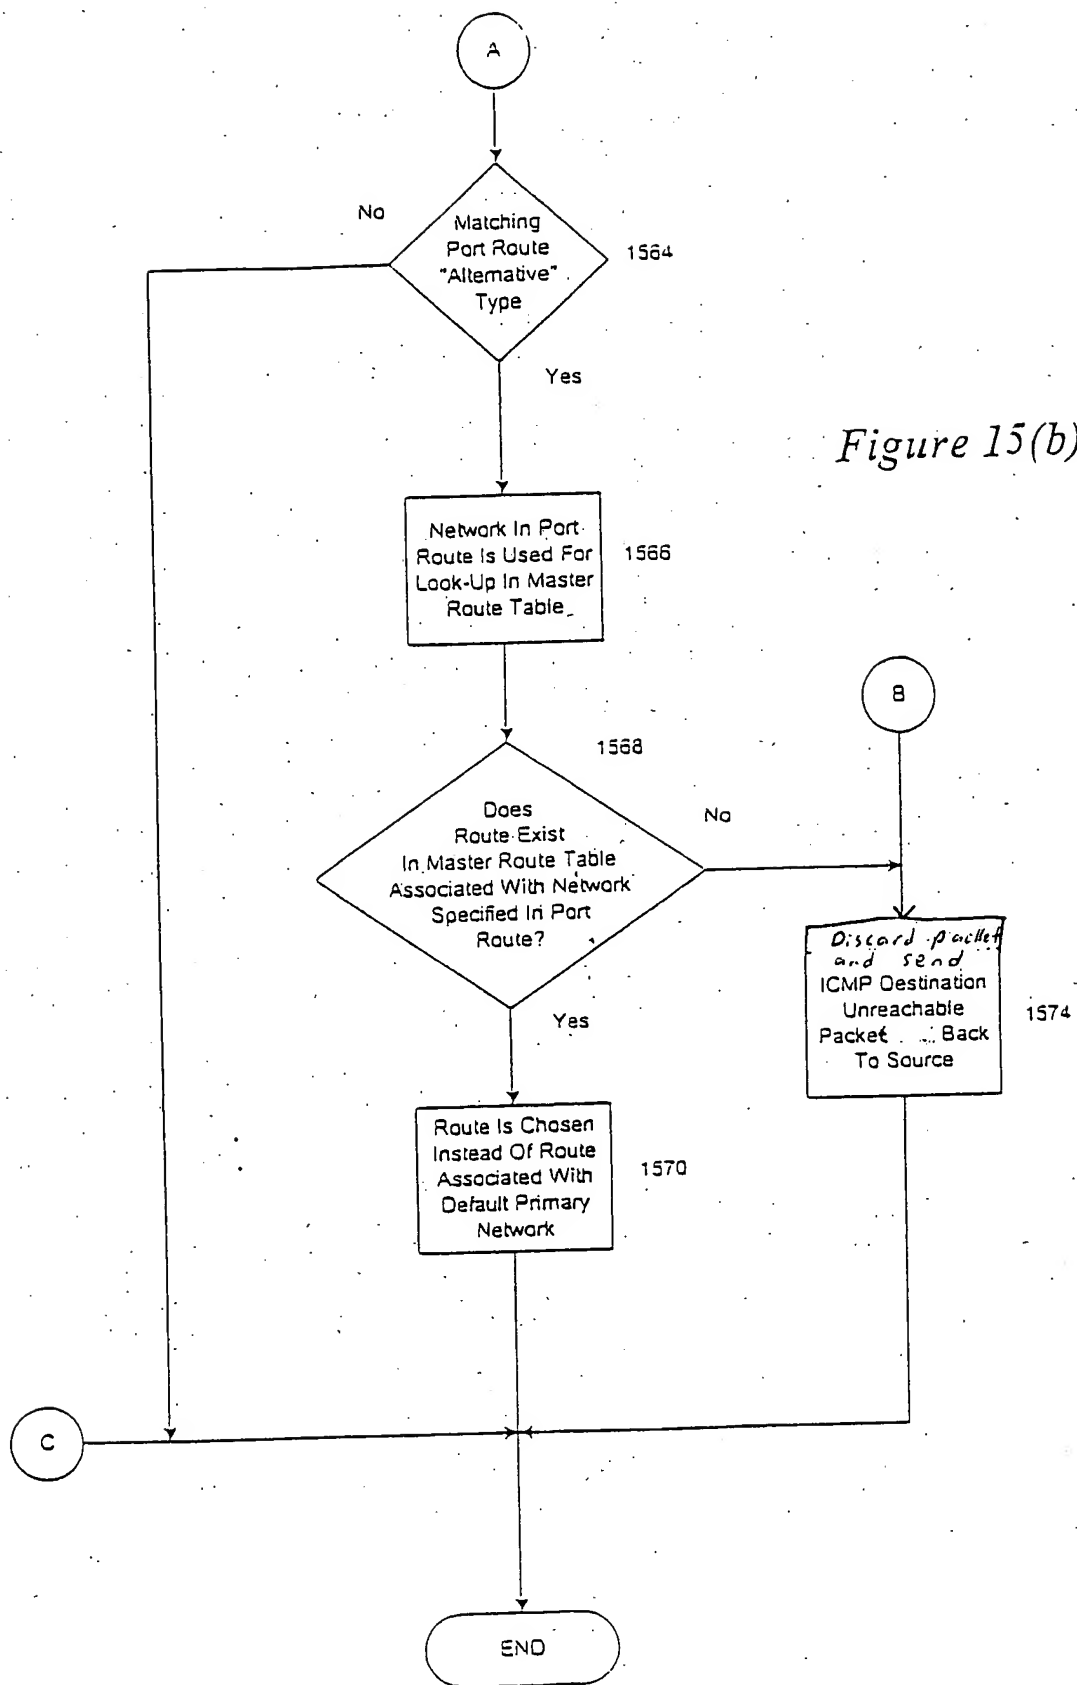 A
No
Matching
Port Route
"Alternative"
Type
1564
Yes
Figure 15(b)
Network In Port
Route Is Used For
Look-Up In Master
Route Table
1566
B
1568
Does
Route Exist
In Master Route Table
Associated With Network
Specified In Port
Route?
No
Discard packet
and send
ICMP Destination
Unreachable
Packet Back
To Source
1574
Yes
Route Is Chosen
Instead Of Route
Associated With
Default Primary
Network
1570
C
END